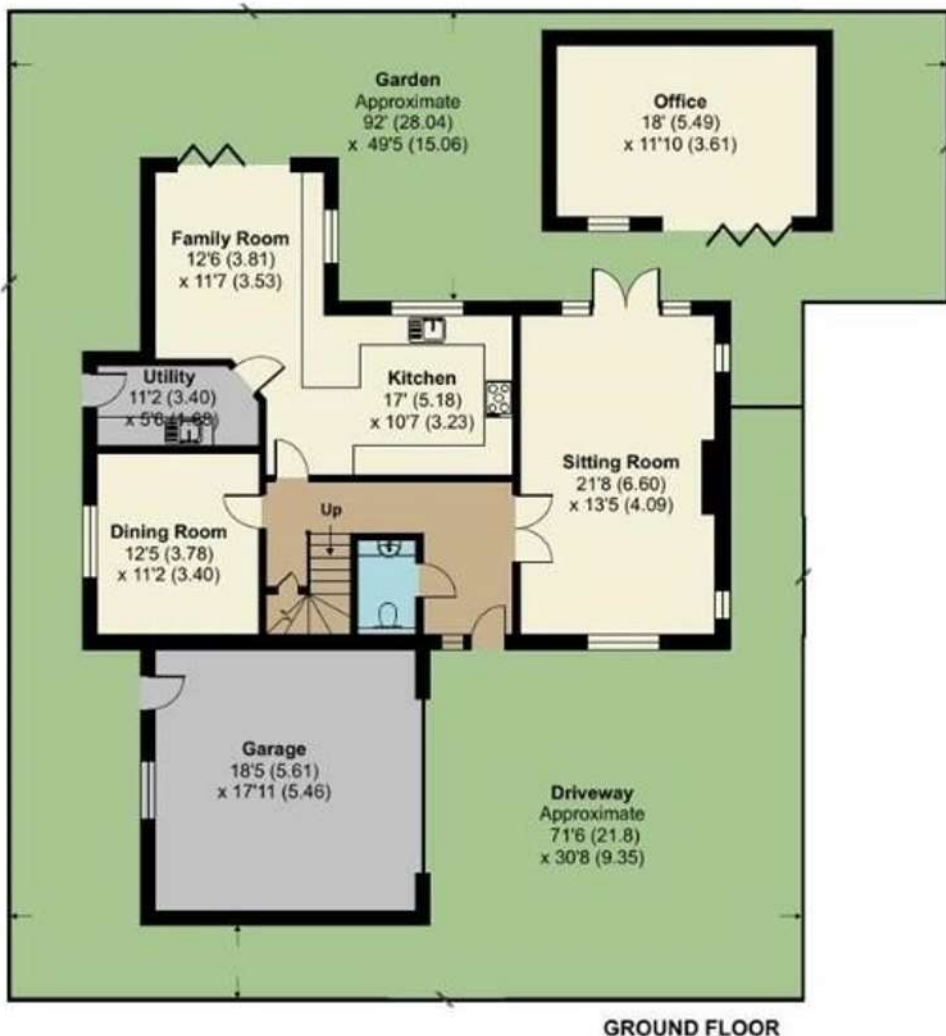 Garden
Approximate
92' (28.04)
x 49'5 (15.06)
Office
18' (5.49)
x 11'10 (3.61)
Family Room
12'6 (3.81)
x 11'7 (3.53)
Utility
11'2 (3.40)
x 5'6 (1.68)
Kitchen
17' (5.18)
x 10'7 (3.23)
Sitting Room
21'8 (6.60)
x 13'5 (4.09)
Up
Dining Room
12'5 (3.78)
x 11'2 (3.40)
Garage
18'5 (5.61)
x 17'11 (5.46)
Driveway
Approximate
71'6 (21.8)
x 30'8 (9.35)
GROUND FLOOR